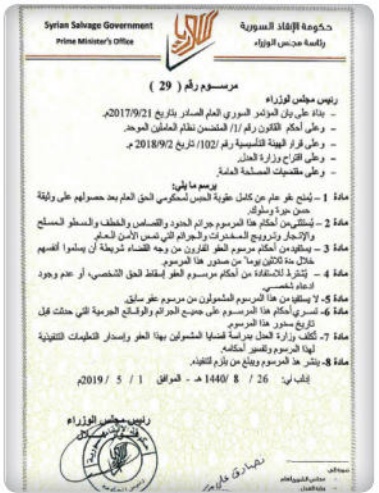 Syrian Salvage Government
Prime Minister's Office
حكومة الإنقاذ السورية
رئاسة مجلس الوزراء
مرســـوم رقم ( 29 )
رئيس مجلس الوزراء
- بناءً على بيان المؤتمر السوري العام الصادر بتاريخ 2017/9/21م.
- وعلى أحكام القانون رقم /1/ المتضمن نظام العاملين الموحد.
- وعلى قرار الهيئة التأسيسية رقم /102/ تاريخ 2018/9/2 م.
- وعلى اقتراح وزارة العدل.
- وعلى مقتضيات المصلحة العامة.
يرسم ما يلي:
مادة 1 – يُمنح عفو عام عن كامل عقوبة الحبس لمحكومي الحق العام بعد حصولهم على وثيقة
حسن سيرة وسلوك.
مادة 2 – يُستثنى من أحكام هذا المرسوم جرائم الحدود والقصاص والخطف والسطو المسلح
والاتجار وترويج المخدرات والجرائم التي تمس الأمن العام.
مادة 3 – يستفيد من أحكام مرسوم العفو الفارون من وجه القضاء شريطة أن يسلموا أنفسهم
خلال مدة ثلاثين يوماً من صدور هذا المرسوم.
مادة 4 – يُشترط للاستفادة من أحكام مرسوم العفو إسقاط الحق الشخصي، أو عدم وجود
ادعاء شخصي.
مادة 5- لا يستفيد من هذا المرسوم المشمولون من مرسوم عفو سابق.
مادة 6- تسري أحكام هذا المرسوم على جميع الجرائم والوقائع الجرمية التي حدثت قبل
تاريخ صدور هذا المرسوم.
مادة 7- تُكلف وزارة العدل بدراسة قضايا المشمولين بهذا العفو وإصدار التعليمات التنفيذية
لهذا المرسوم وتفسير أحكامه.
مادة 8- ينشر هذا المرسوم ويبلغ من يلزم لتنفيذه.
إدلب في: 26 / 8 /1440هـ - الموافق 1 / 5 /2019م
رئيس مجلس الوزراء